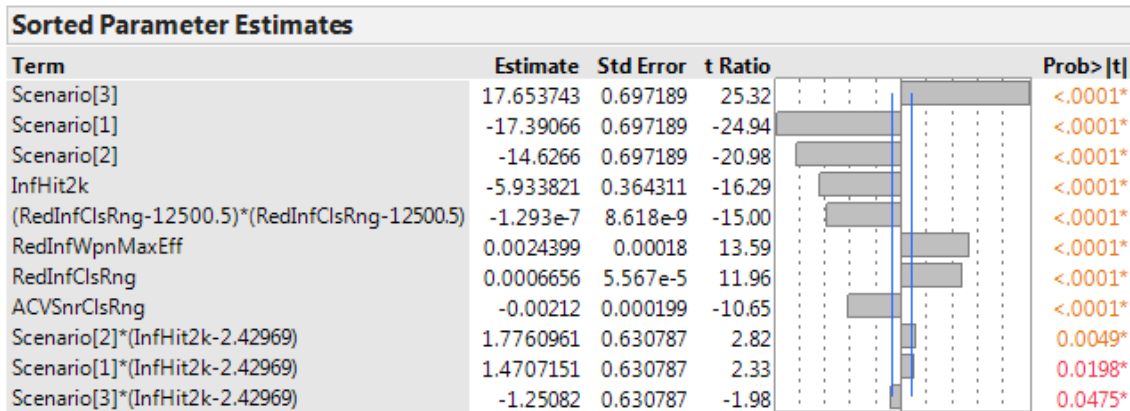 Sorted Parameter Estimates
Term Estimate Std Error t Ratio Prob>|t|
Scenario[3] 17.653743 0.697189 25.32 <.0001*
Scenario[1] -17.39066 0.697189 -24.94 <.0001*
Scenario[2] -14.6266 0.697189 -20.98 <.0001*
InfHit2k -5.933821 0.364311 -16.29 <.0001*
(RedInfClsRng-12500.5)*(RedInfClsRng-12500.5) -1.293e-7 8.618e-9 -15.00 <.0001*
RedInfWpnMaxEff 0.0024399 0.00018 13.59 <.0001*
RedInfClsRng 0.0006656 5.567e-5 11.96 <.0001*
ACVSnrClsRng -0.00212 0.000199 -10.65 <.0001*
Scenario[2]*(InfHit2k-2.42969) 1.7760961 0.630787 2.82 0.0049*
Scenario[1]*(InfHit2k-2.42969) 1.4707151 0.630787 2.33 0.0198*
Scenario[3]*(InfHit2k-2.42969) -1.25082 0.630787 -1.98 0.0475*